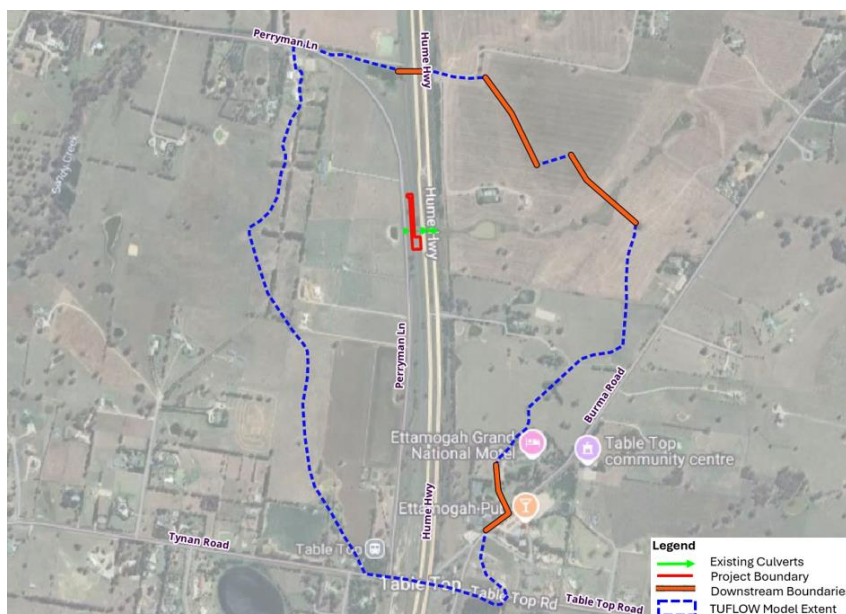 Perryman Ln
Hume Hwy
Sandy Creek
Hume Hwy
Perryman Ln
Burma Road
Ettamogah Grand
National Motel
Table Top
community centre
Ettamogah Pub
Hume Hwy
Tynan Road
Table Top
Table Top
Table Top Rd
Table Top Road
Legend
Existing Culverts
Project Boundary
Downstream Boundarie
TUFLOW Model Extent